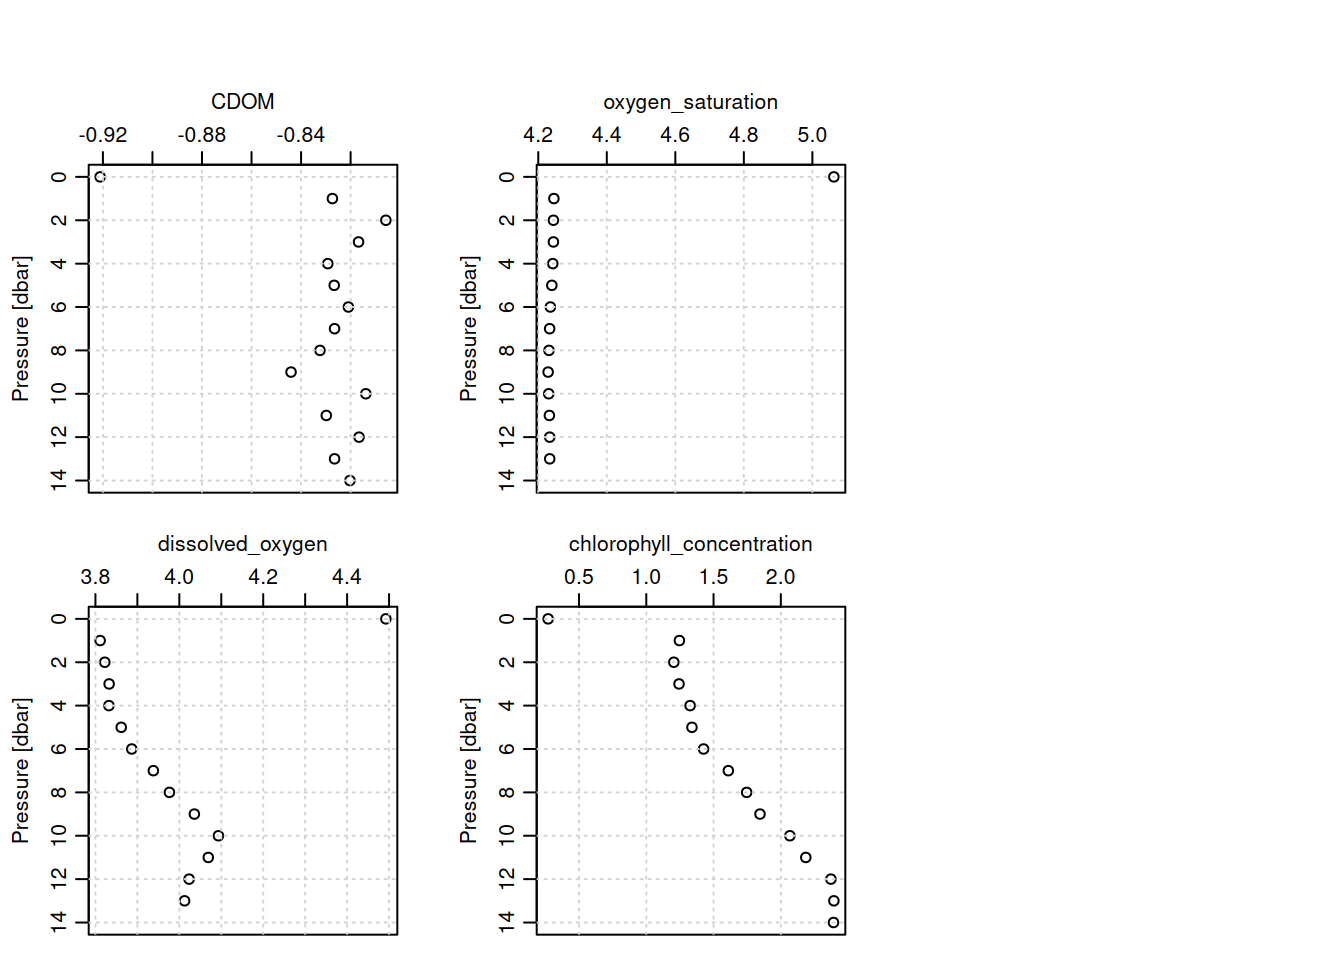 CDOM
-0.92 -0.88 -0.84
Pressure [dbar]
0 2 4 6 8 10 12 14
oxygen_saturation
4.2 4.4 4.6 4.8 5.0
Pressure [dbar]
0 2 4 6 8 10 12 14
dissolved_oxygen
3.8 4.0 4.2 4.4
Pressure [dbar]
0 2 4 6 8 10 12 14
chlorophyll_concentration
0.5 1.0 1.5 2.0
Pressure [dbar]
0 2 4 6 8 10 12 14